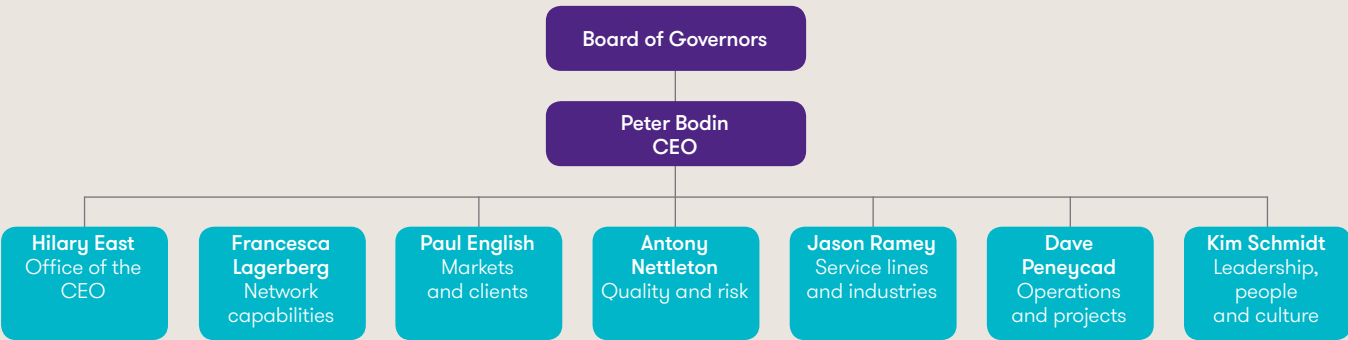 Board of Governors
Peter Bodin
CEO
Hilary East
Office of the
CEO
Francesca
Lagerberg
Network
capabilities
Paul English
Markets
and clients
Antony
Nettleton
Quality and risk
Jason Ramey
Service lines
and industries
Dave
Peneycad
Operations
and projects
Kim Schmidt
Leadership,
people
and culture